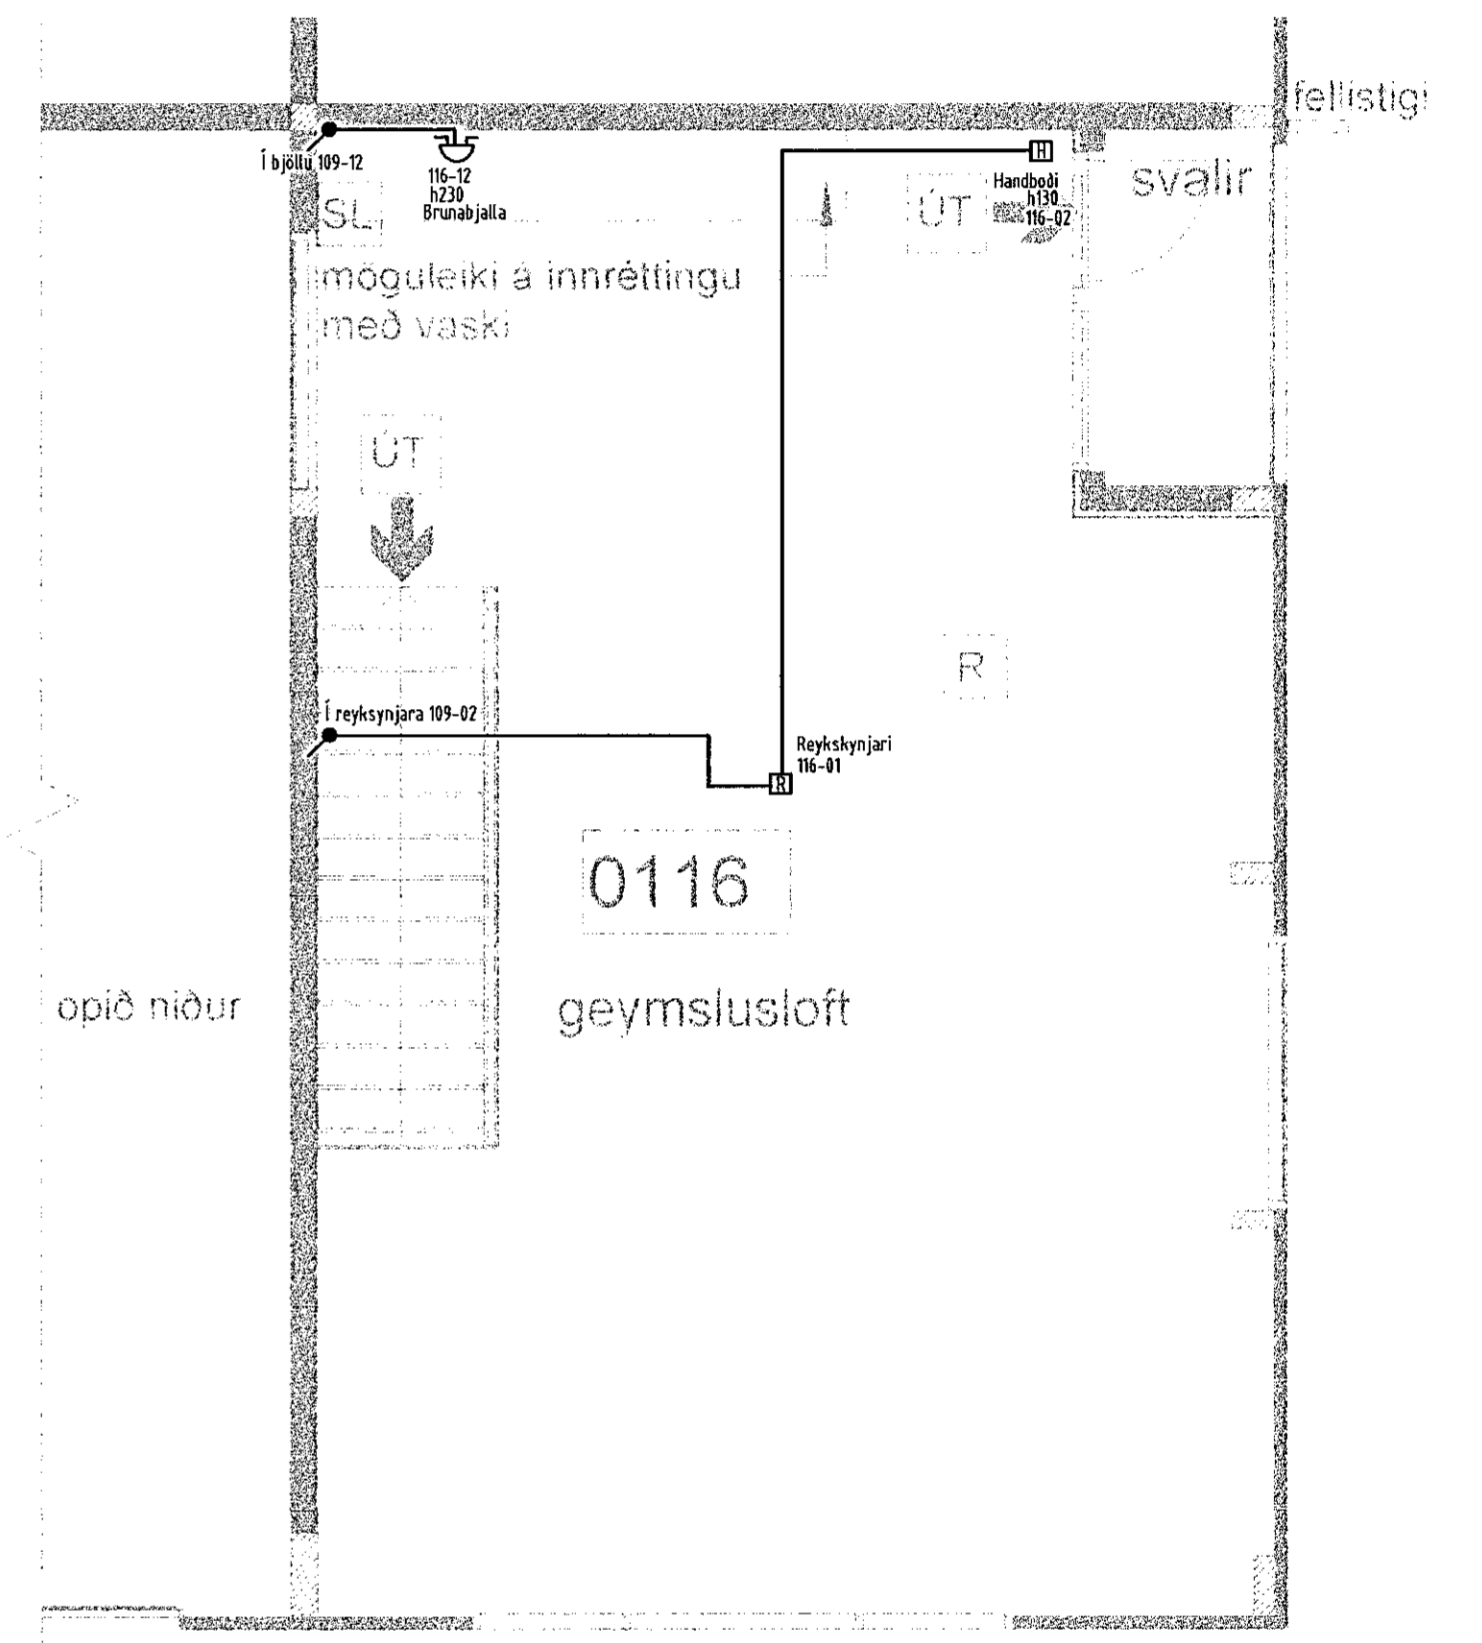 fellistigi
Í bjöllu 109-12
116-12
h230
Brunabjalla
SL
H
Handboði
h130
116-02
ÚT
svalir
möguleiki á innréttingu
með vaski
ÚT
R
Í reyksynjara 109-02
Reykskynjari
116-01
R
0116
opið niður
geymslusloft